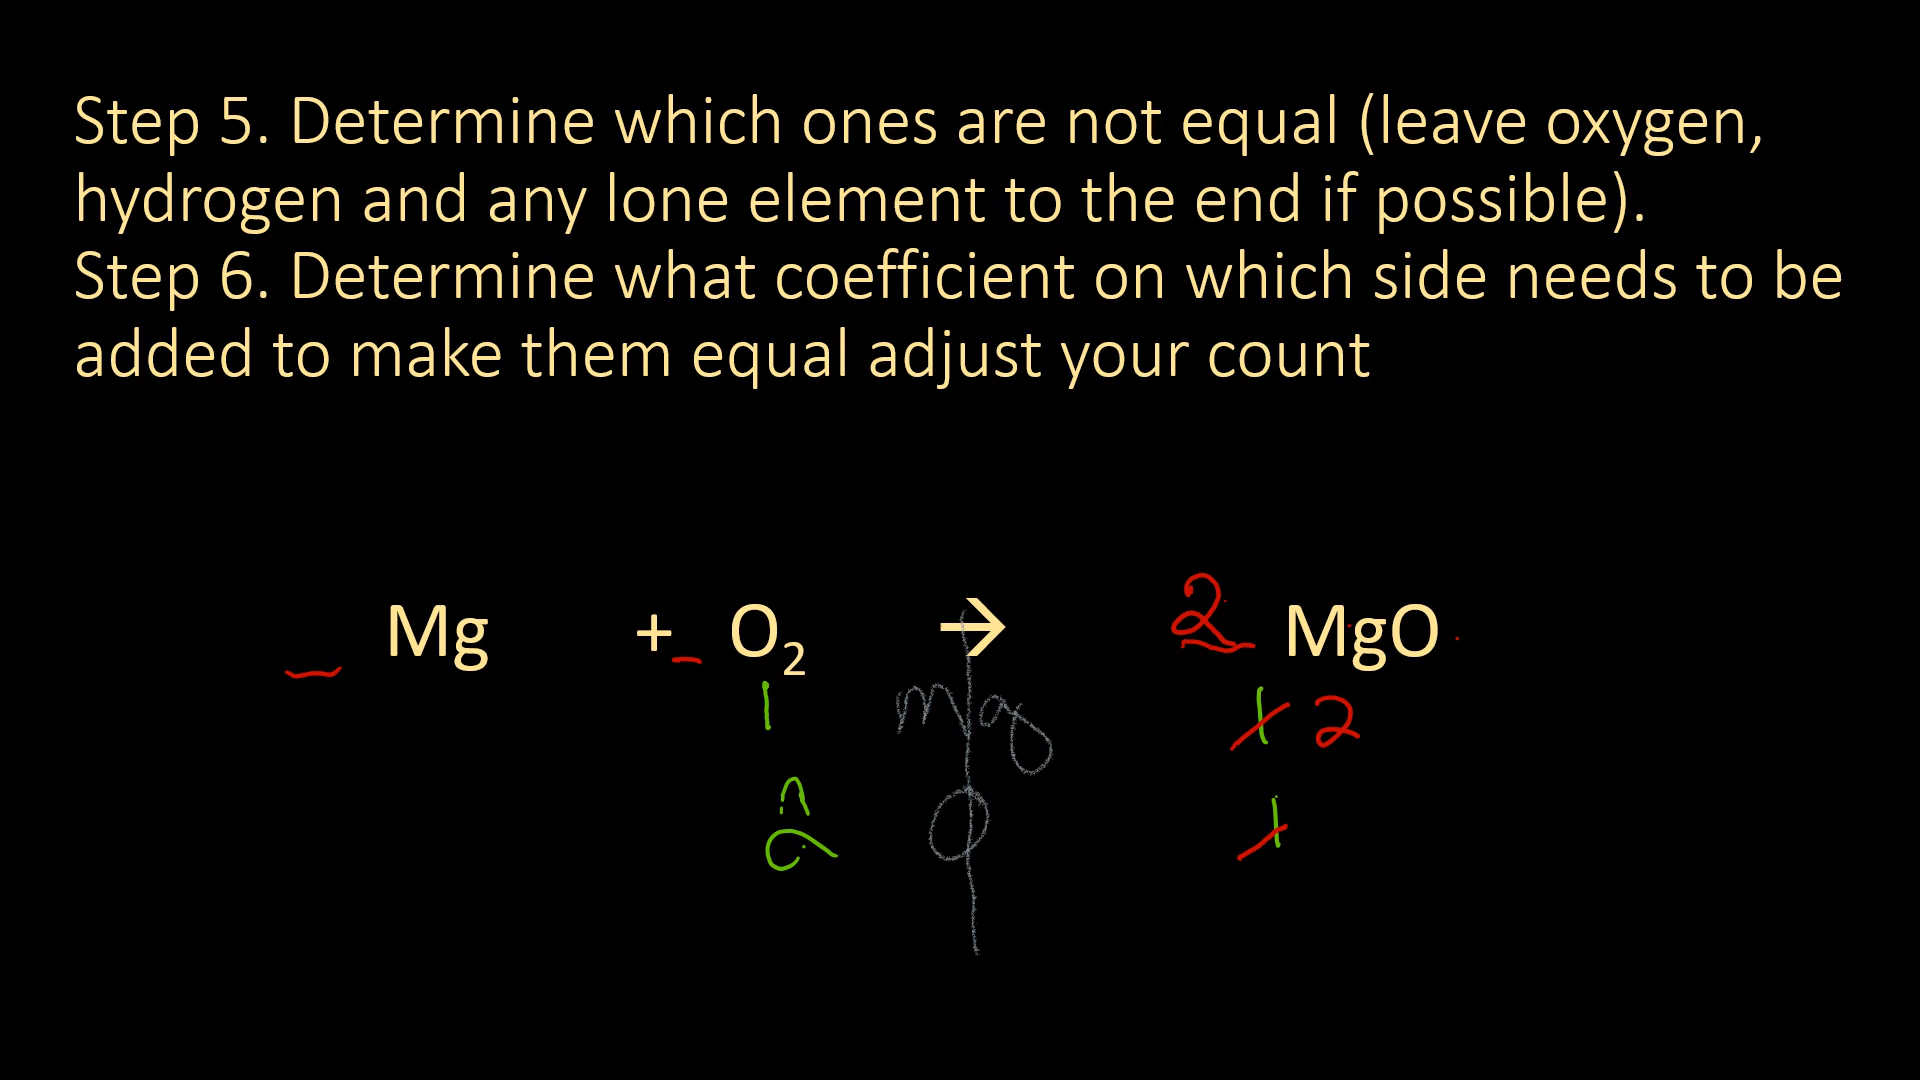 Step 5. Determine which ones are not equal (leave oxygen,
hydrogen and any lone element to the end if possible).
Step 6. Determine what coefficient on which side needs to be
added to make them equal adjust your count
_ Mg + _ O₂ → 2 MgO
1 Mg 1 2
2 O 1